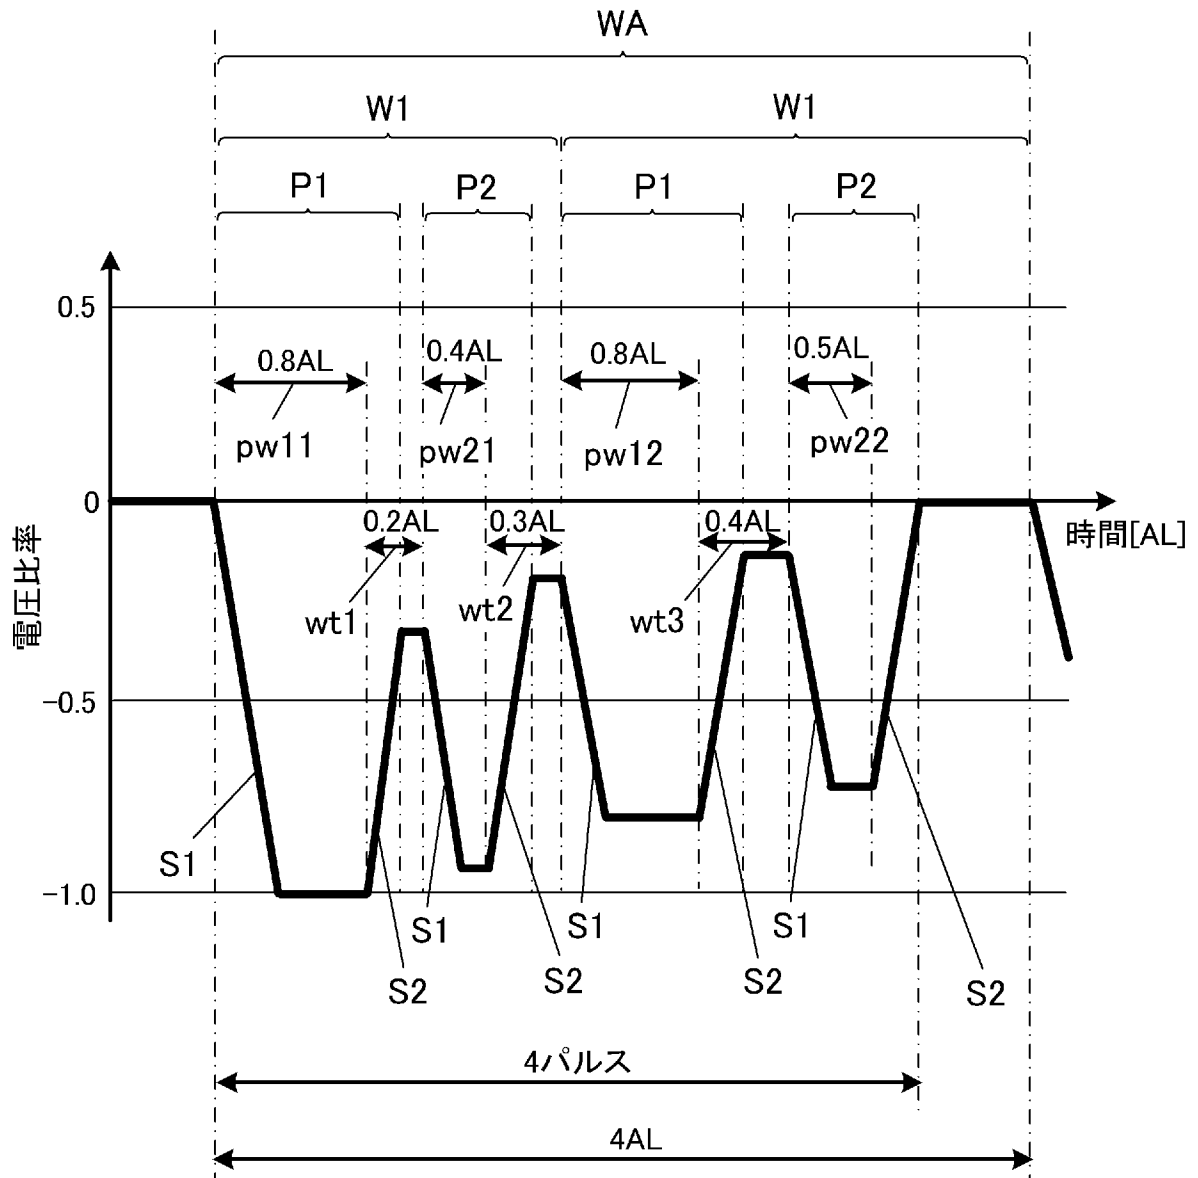 WA
W1 W1
P1 P2 P1 P2
0.5
0.8AL 0.4AL 0.8AL 0.5AL
pw11 pw21 pw12 pw22
0
0.2AL 0.3AL 0.4AL
時間[AL]
電圧比率
wt1 wt2 wt3
-0.5
S1
-1.0
S1 S1 S1
S2 S2 S2 S2
4パルス
4AL